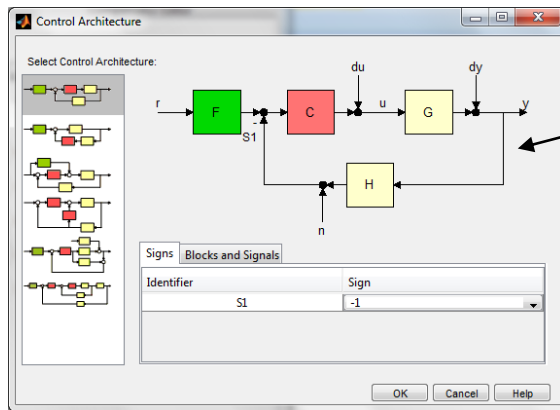 Control Architecture
Select Control Architecture:
du
dy
r
F
C
u
G
y
-
S1
H
n
Signs
Blocks and Signals
Identifier
Sign
S1
-1
OK
Cancel
Help